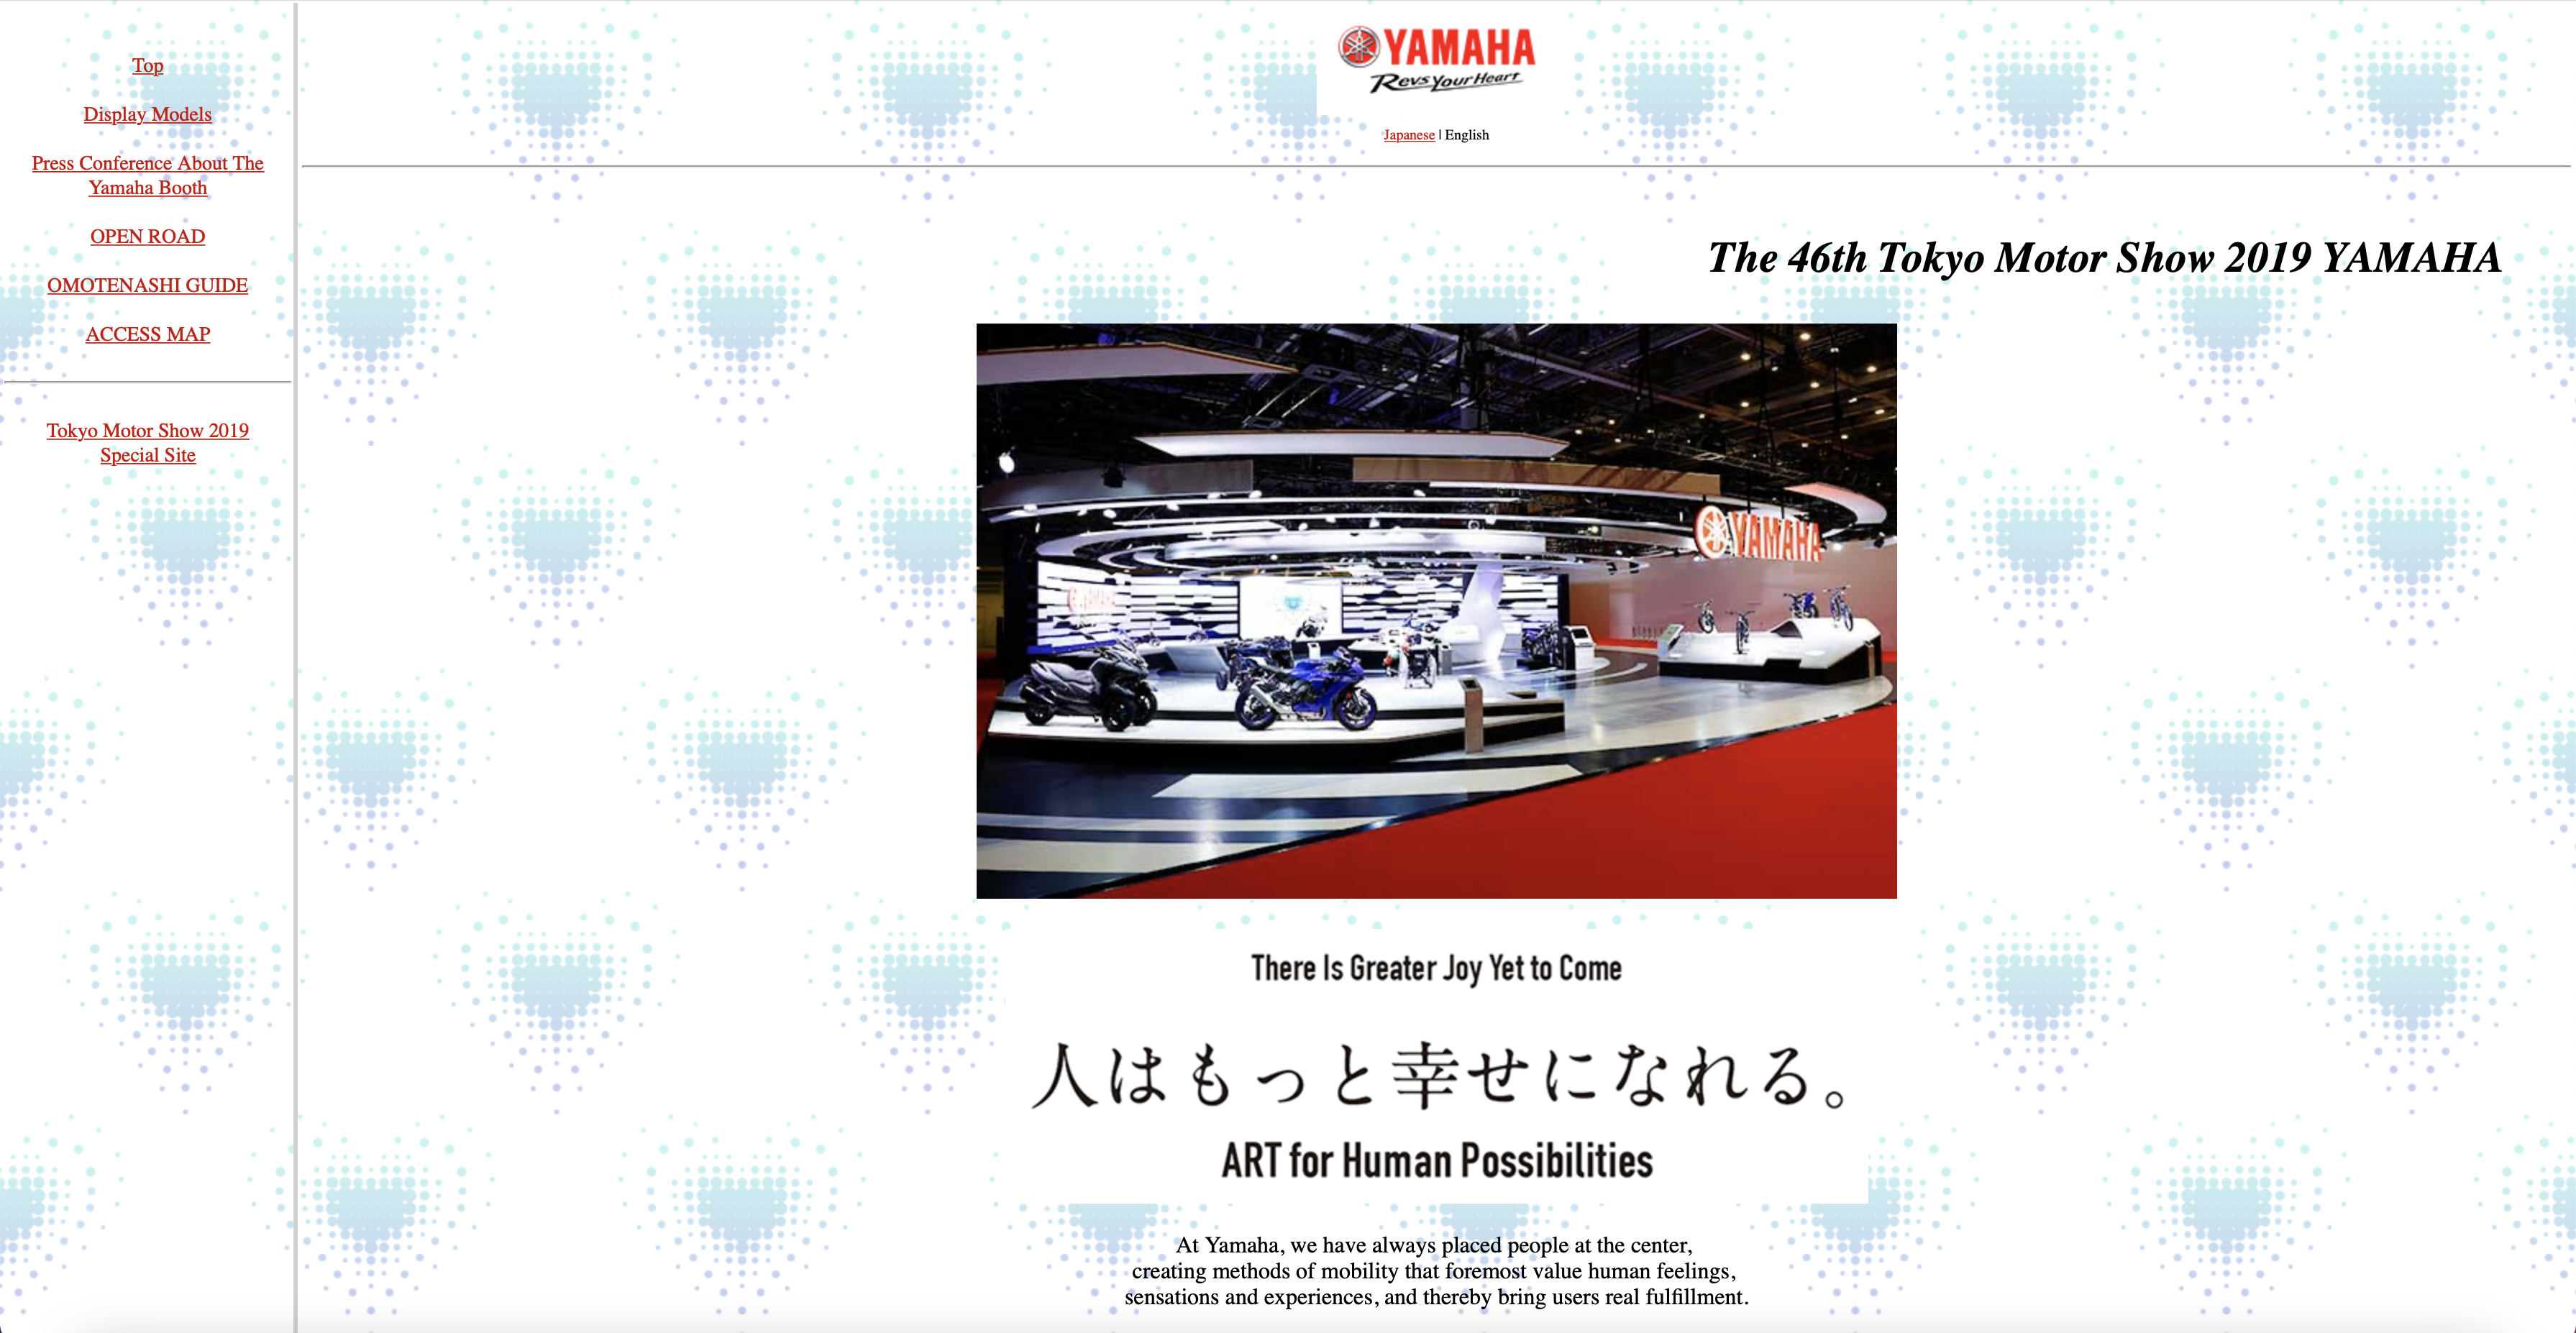 Top
Display Models
Press Conference About The
Yamaha Booth
OPEN ROAD
OMOTENASHI GUIDE
ACCESS MAP
Tokyo Motor Show 2019
Special Site
YAMAHA
Revs Your Heart
Japanese | English
The 46th Tokyo Motor Show 2019 YAMAHA
YAMAHA
There Is Greater Joy Yet to Come
人はもっと幸せになれる。
ART for Human Possibilities
At Yamaha, we have always placed people at the center,
creating methods of mobility that foremost value human feelings,
sensations and experiences, and thereby bring users real fulfillment.